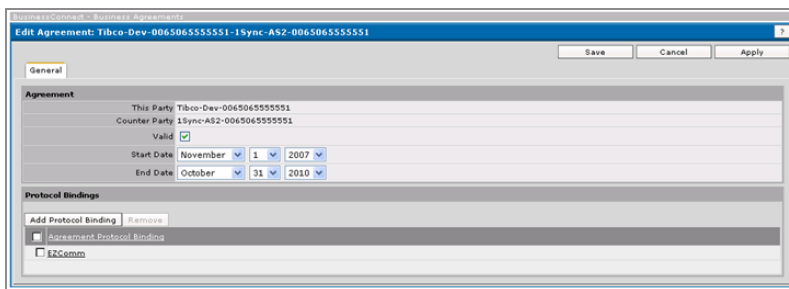 BusinessConnect - Business Agreements
Edit Agreement: Tibco-Dev-0065065555551-1Sync-AS2-0065065555551
?
Save Cancel Apply
General
Agreement
This Party Tibco-Dev-0065065555551
Counter Party 1Sync-AS2-0065065555551
Valid
Start Date November 1 2007
End Date October 31 2010
Protocol Bindings
Add Protocol Binding Remove
Agreement Protocol Binding
EZComm